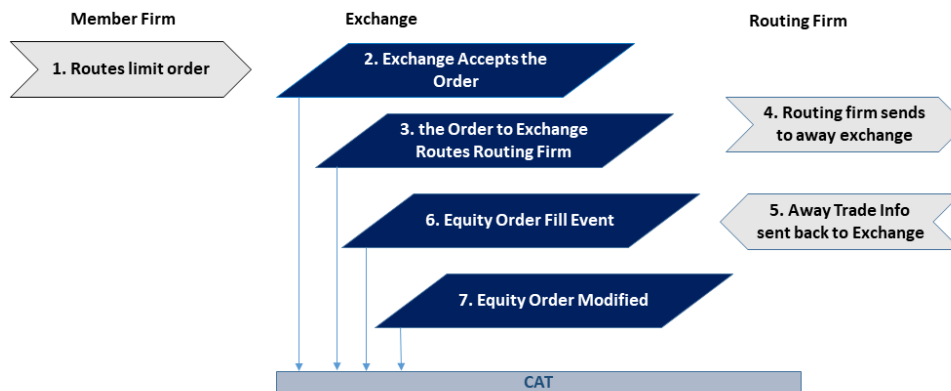 Member Firm
Exchange
Routing Firm
1. Routes limit order
2. Exchange Accepts the
Order
3. the Order to Exchange
Routes Routing Firm
4. Routing firm sends
to away exchange
6. Equity Order Fill Event
5. Away Trade Info
sent back to Exchange
7. Equity Order Modified
CAT